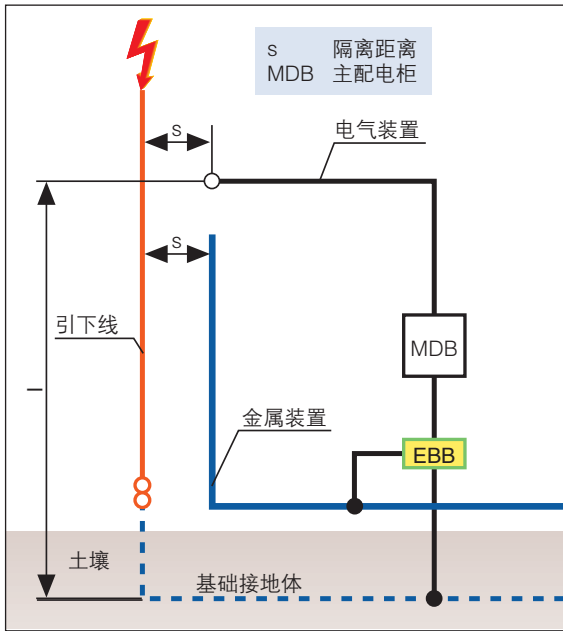 s 隔离距离
MDB 主配电柜
s
电气装置
s
引下线
MDB
l
金属装置
EBB
土壤
基础接地体